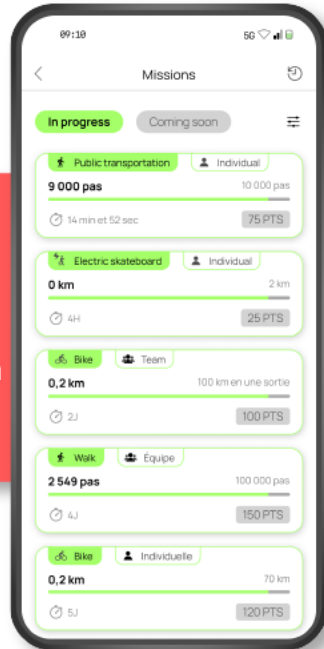 09:10 5G
Missions
In progress Coming soon
Public transportation Individual
9 000 pas 10 000 pas
14 min et 52 sec 75 PTS
Electric skateboard Individual
0 km 2 km
4H 25 PTS
Bike Team
0,2 km 100 km en une sortie
2J 100 PTS
Walk Équipe
2 549 pas 100 000 pas
4J 150 PTS
Bike Individuelle
0,2 km 70 km
5J 120 PTS